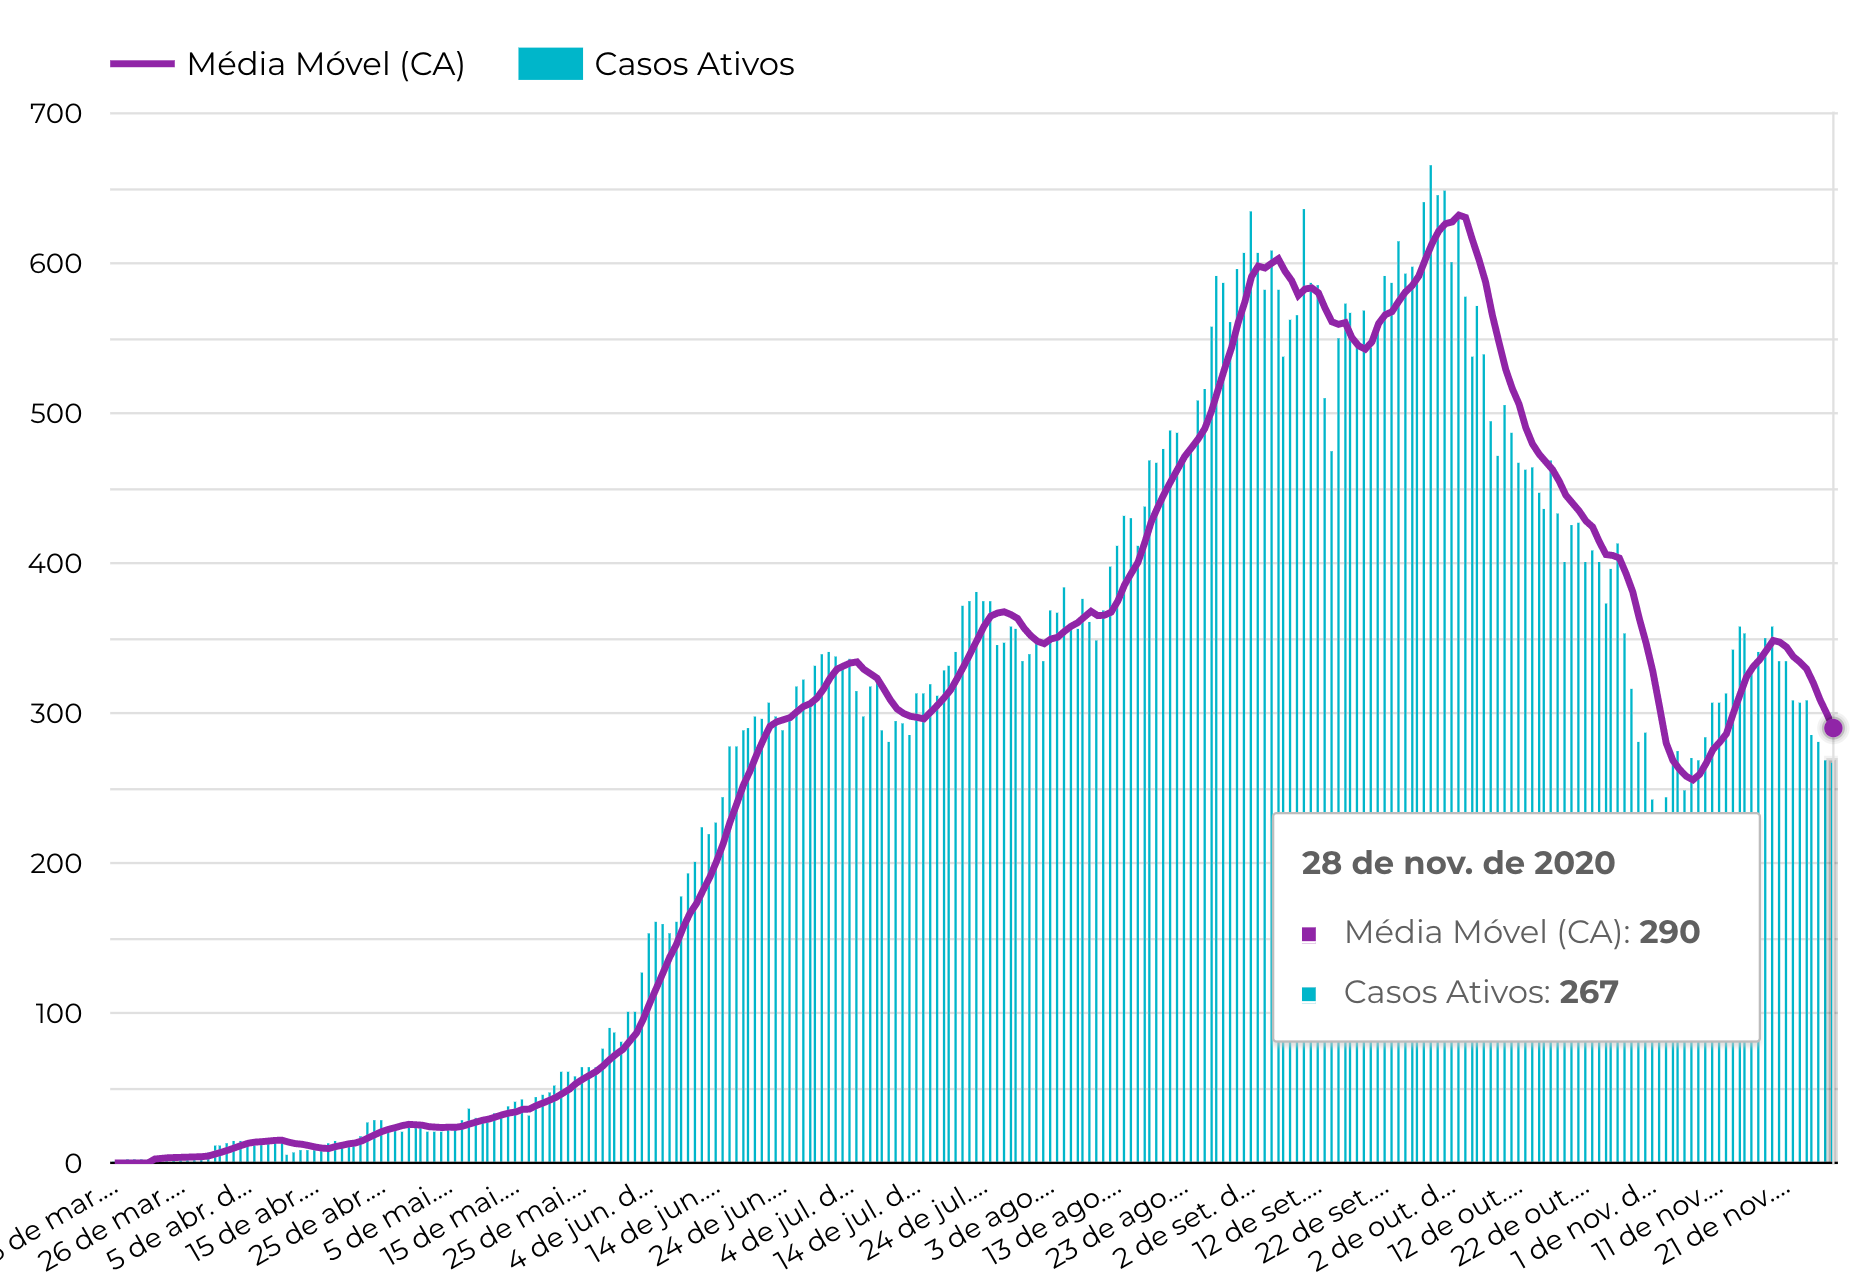 Média Móvel (CA) Casos Ativos
700
600
500
400
300
200
100
0
28 de nov. de 2020
Média Móvel (CA): 290
Casos Ativos: 267
6 de mar.... 26 de mar.... 5 de abr. d... 15 de abr.... 25 de abr.... 5 de mai.... 15 de mai.... 25 de mai.... 4 de jun. d... 14 de jun.... 24 de jun.... 4 de jul. d... 14 de jul. d... 24 de jul.... 3 de ago.... 13 de ago.... 23 de ago.... 2 de set. d... 12 de set.... 22 de set.... 2 de out. d... 12 de out.... 22 de out.... 1 de nov. d... 11 de nov.... 21 de nov....